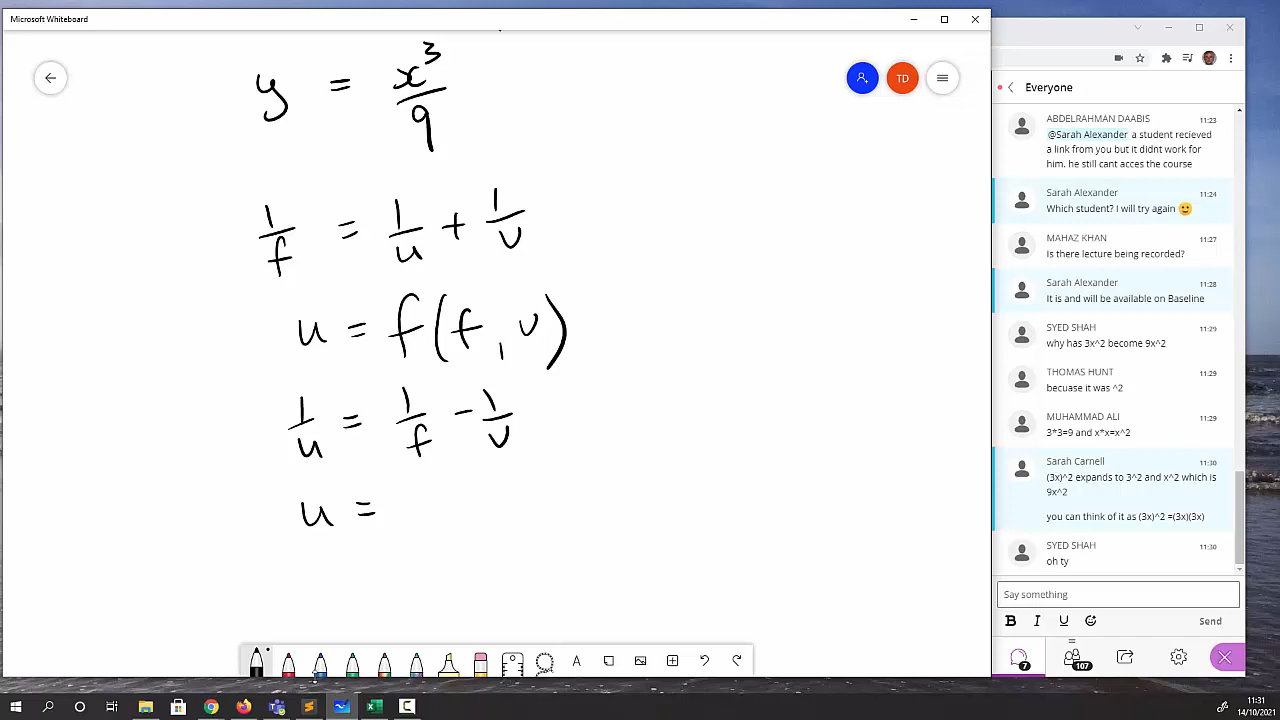 Microsoft Whiteboard
y = x^3/9
1/f = 1/u + 1/v
u = f(f, v)
1/u = 1/f - 1/v
u =
TD
A
Everyone
ABDELRAHMAN DAABIS 11:23
@Sarah Alexander a student recieved
a link from you but it didnt work for
him. he still cant acces the course
Sarah Alexander 11:24
Which student? I will try again 🙂
MAHAZ KHAN 11:27
Is there lecture being recorded?
Sarah Alexander 11:28
It is and will be available on Baseline
SYED SHAH 11:29
why has 3x^2 become 9x^2
THOMAS HUNT 11:29
becuase it was ^2
MUHAMMAD ALI 11:29
3*3=9 and x*x=x^2
Sarah Carnell 11:30
(3x)^2 expands to 3^2 and x^2 which is
9x^2
you can think of it as (3x)^2 =(3x)(3x)
SYED SHAH 11:30
oh ty
Say something
B I U Send
7 107
11:31
14/10/2021